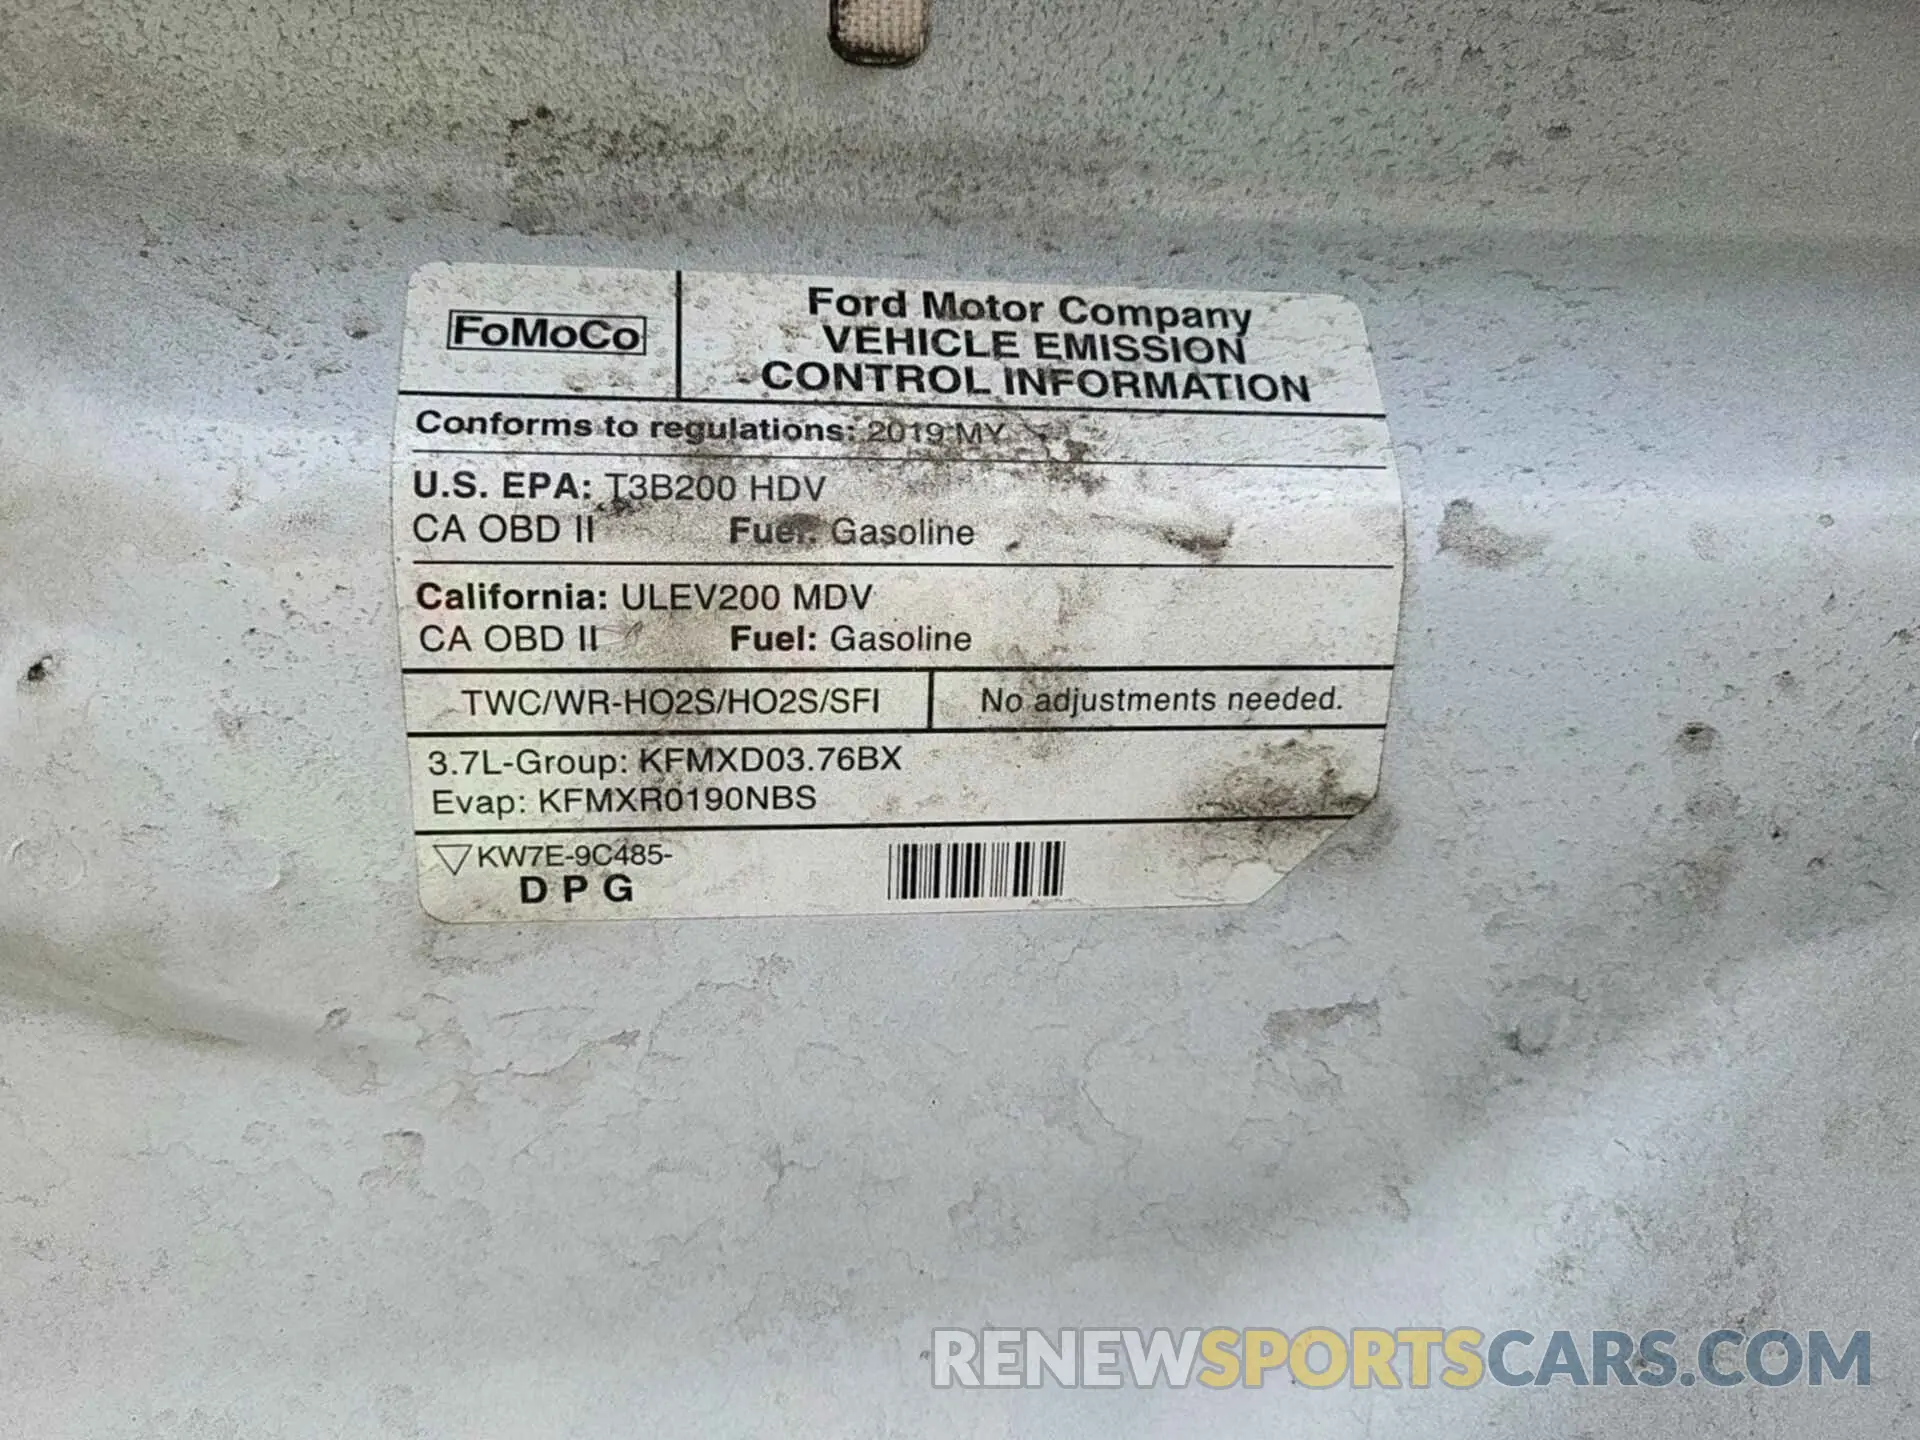 FoMoCo
Ford Motor Company
VEHICLE EMISSION
CONTROL INFORMATION
Conforms to regulations: 2019 MY
U.S. EPA: T3B200 HDV
CA OBD II Fuel: Gasoline
California: ULEV200 MDV
CA OBD II Fuel: Gasoline
TWC/WR-HO2S/HO2S/SFI No adjustments needed.
3.7L-Group: KFMXD03.76BX
Evap: KFMXR0190NBS
KW7E-9C485-
D P G
RENEWSPORTSCARS.COM